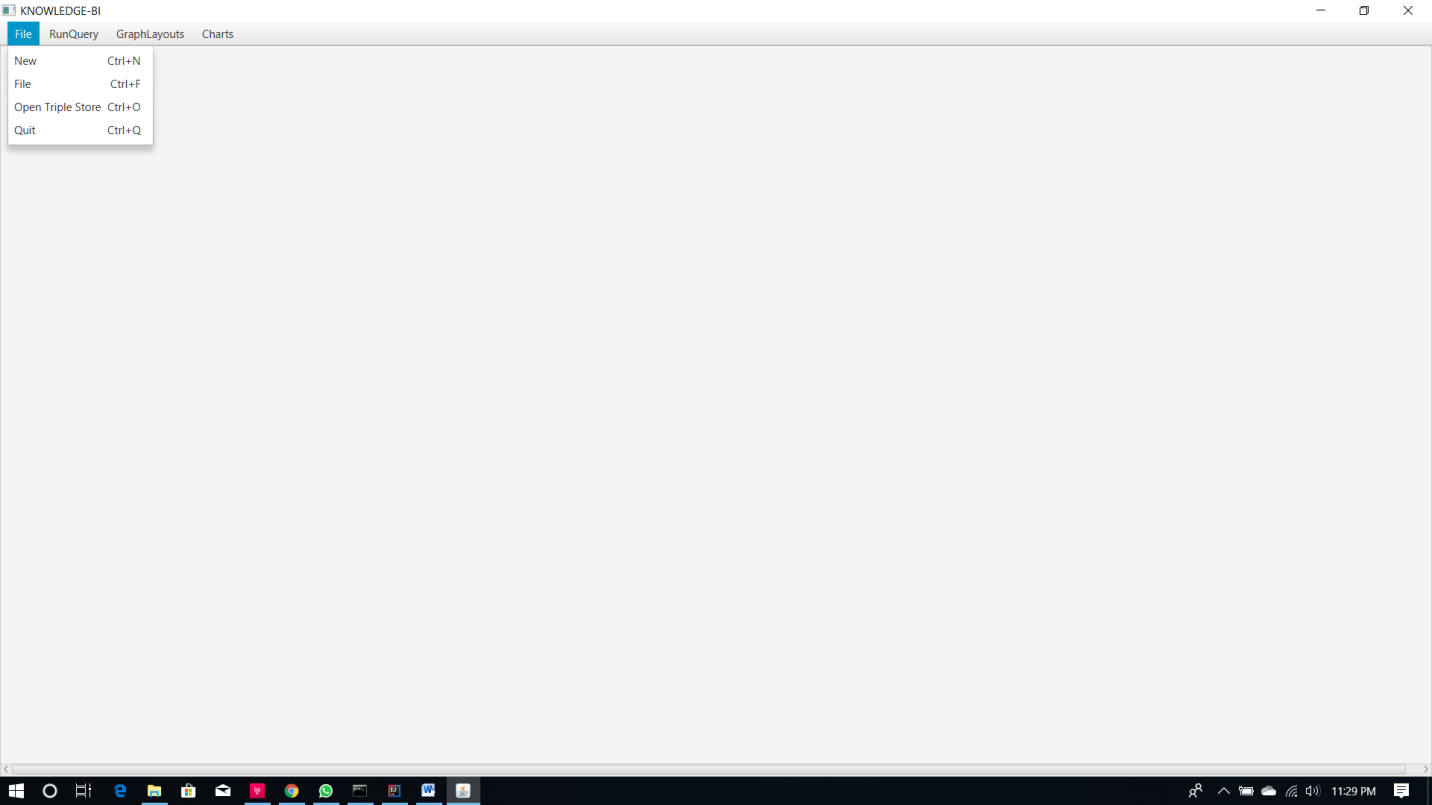 KNOWLEDGE-BI
File RunQuery GraphLayouts Charts
New Ctrl+N
File Ctrl+F
Open Triple Store Ctrl+O
Quit Ctrl+Q
11:29 PM